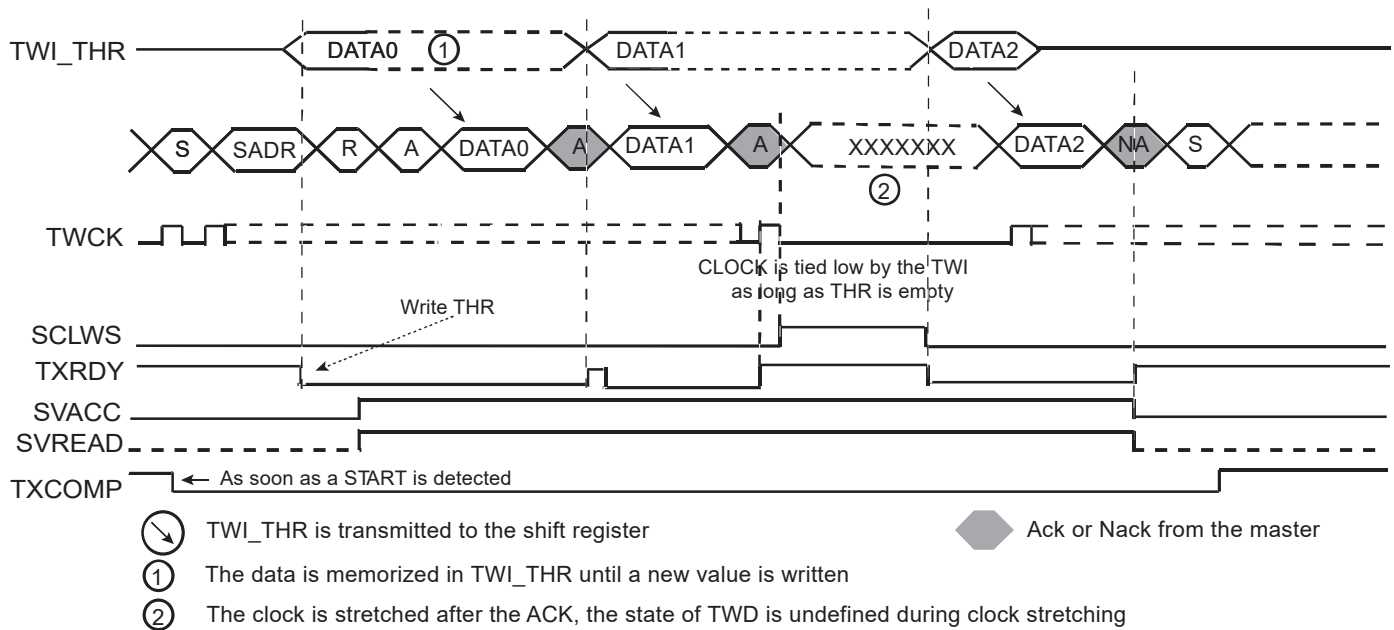 TWI_THR DATA0 1 DATA1 DATA2
S SADR R A DATA0 A DATA1 A XXXXXXX DATA2 NA S
2
TWCK
CLOCK is tied low by the TWI
as long as THR is empty
Write THR
SCLWS
TXRDY
SVACC
SVREAD
TXCOMP As soon as a START is detected
TWI_THR is transmitted to the shift register Ack or Nack from the master
1 The data is memorized in TWI_THR until a new value is written
2 The clock is stretched after the ACK, the state of TWD is undefined during clock stretching